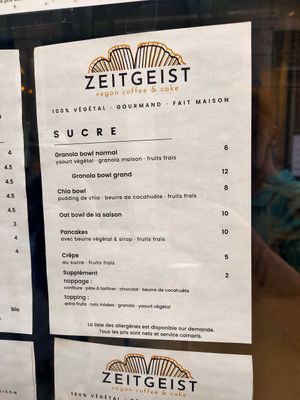 ZEITGEIST
vegan coffee & cake
100% VÉGÉTAL · GOURMAND · FAIT MAISON
SUCRE
Granola bowl normal 6
yaourt végétal · granola maison · fruits frais
Granola bowl grand 12
Chia bowl 8
pudding de chia · beurre de cacahuète · fruits frais
Oat bowl de la saison 10
Pancakes 10
avec beurre végétal & sirop · fruits frais
Crêpe 5
au sucre · fruits frais
Supplément 2
nappage :
confiture · pâte à tartiner · chocolat · beurre de cacahuète
topping :
extra fruits · noix mixées · granola · yaourt végétal
La liste des allergènes est disponible sur demande.
Tous les prix sont nets et service compris.
4
4.5
4.5
4.5
4.5
3
4
4
bio
ZEITGEIST
vegan coffee & cake
100% VÉGÉTAL · GOURMAND · FAIT MAISON